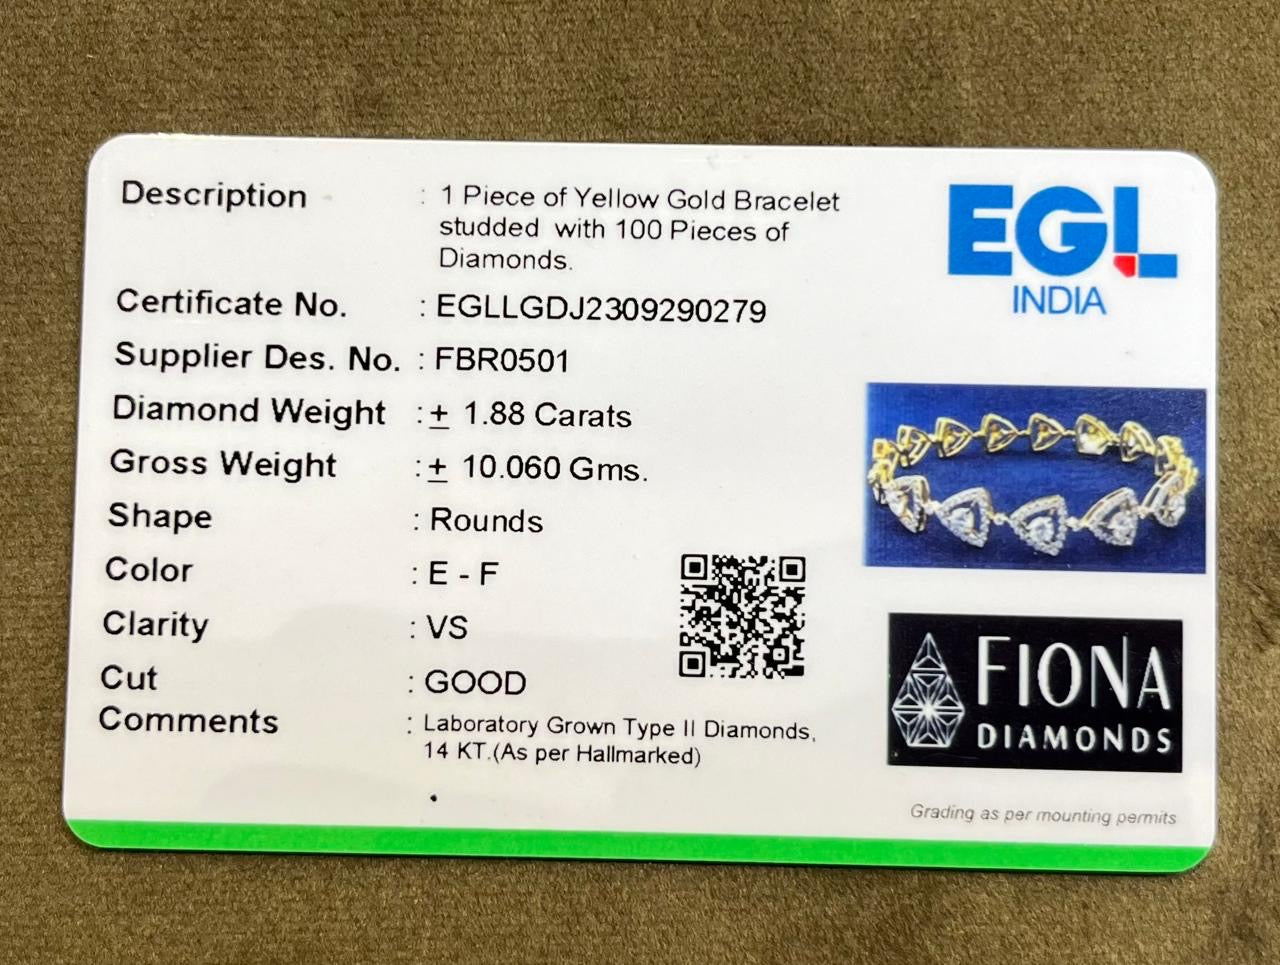 Description : 1 Piece of Yellow Gold Bracelet
studded with 100 Pieces of
Diamonds.
Certificate No. : EGLLGDJ2309290279
Supplier Des. No. : FBR0501
Diamond Weight :± 1.88 Carats
Gross Weight :± 10.060 Gms.
Shape : Rounds
Color : E - F
Clarity : VS
Cut : GOOD
Comments : Laboratory Grown Type II Diamonds,
14 KT.(As per Hallmarked)
EGL
INDIA
FIONA
DIAMONDS
Grading as per mounting permits